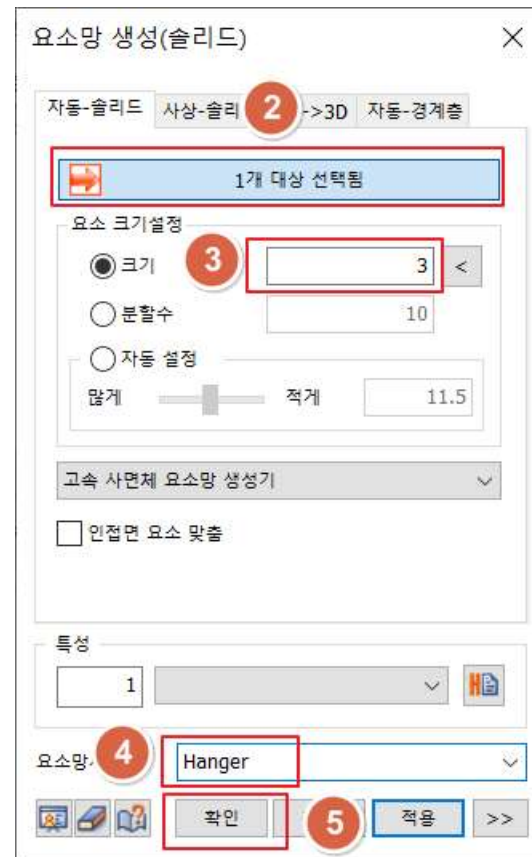 요소망 생성(솔리드)
자동-솔리드 사상-솔리 2 ->3D 자동-경계층
1개 대상 선택됨
요소 크기설정
크기 3 3 <
분할수 10
자동 설정
많게 적게 11.5
고속 사면체 요소망 생성기
인접면 요소 맞춤
특성
1
요소망 4 Hanger
확인 5 적용 >>